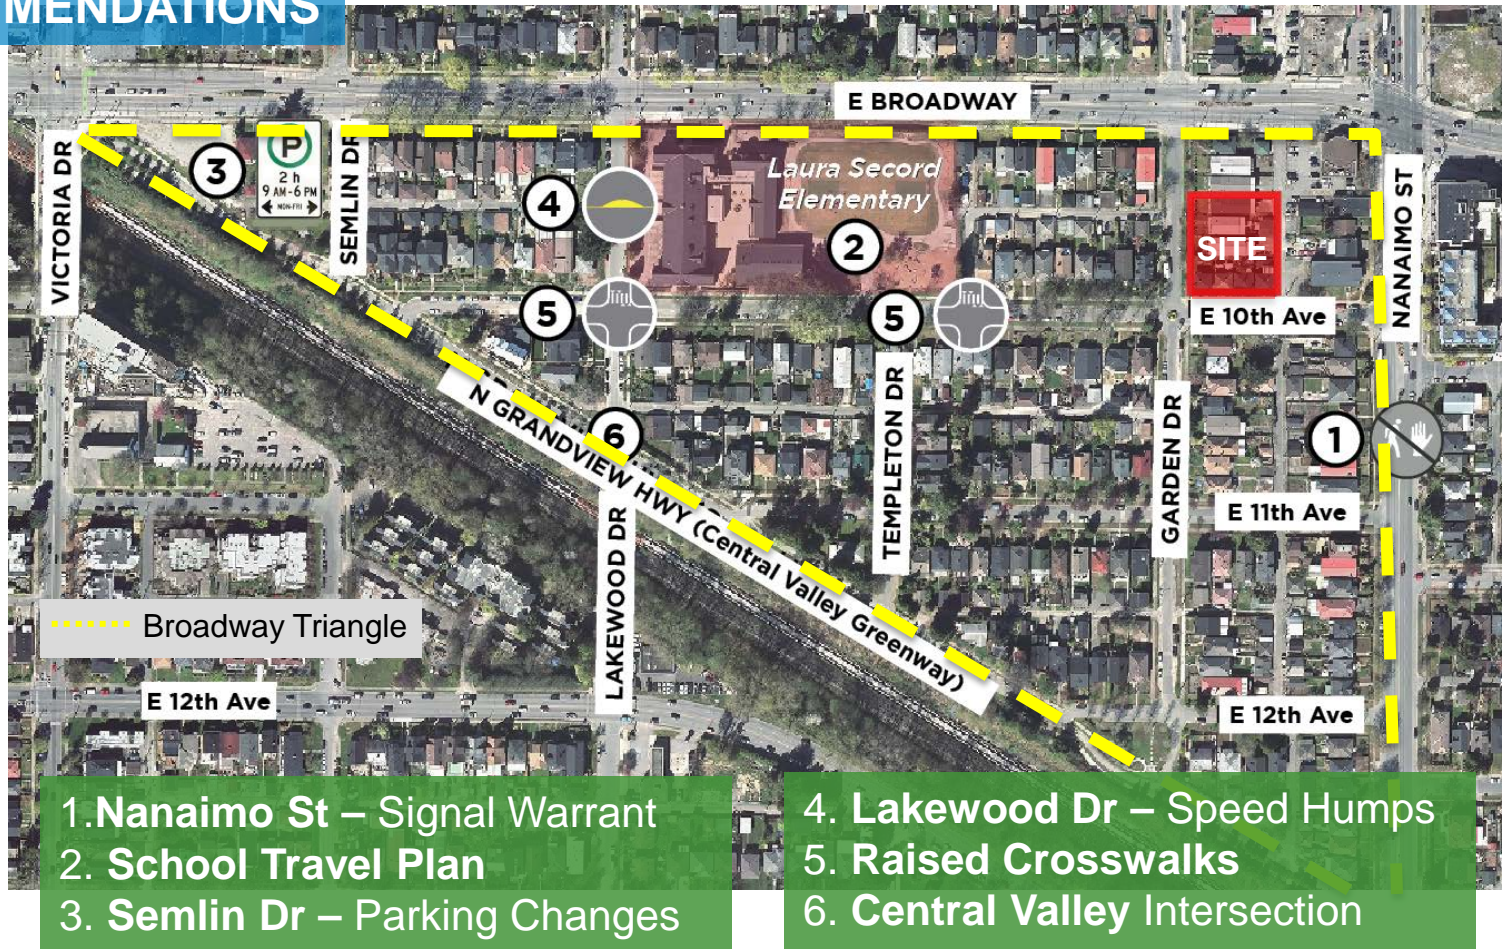 MENDATIONS
E BROADWAY
VICTORIA DR
3
P
2 h
9 AM-6 PM
MON-FRI
SEMLIN DR
4
Laura Secord
Elementary
2
SITE
NANAIMO ST
5
5
E 10th Ave
N GRANDVIEW HWY (Central Valley Greenway)
6
TEMPLETON DR
GARDEN DR
1
E 11th Ave
LAKEWOOD DR
Broadway Triangle
E 12th Ave
E 12th Ave
1.Nanaimo St – Signal Warrant
2. School Travel Plan
3. Semlin Dr – Parking Changes
4. Lakewood Dr – Speed Humps
5. Raised Crosswalks
6. Central Valley Intersection